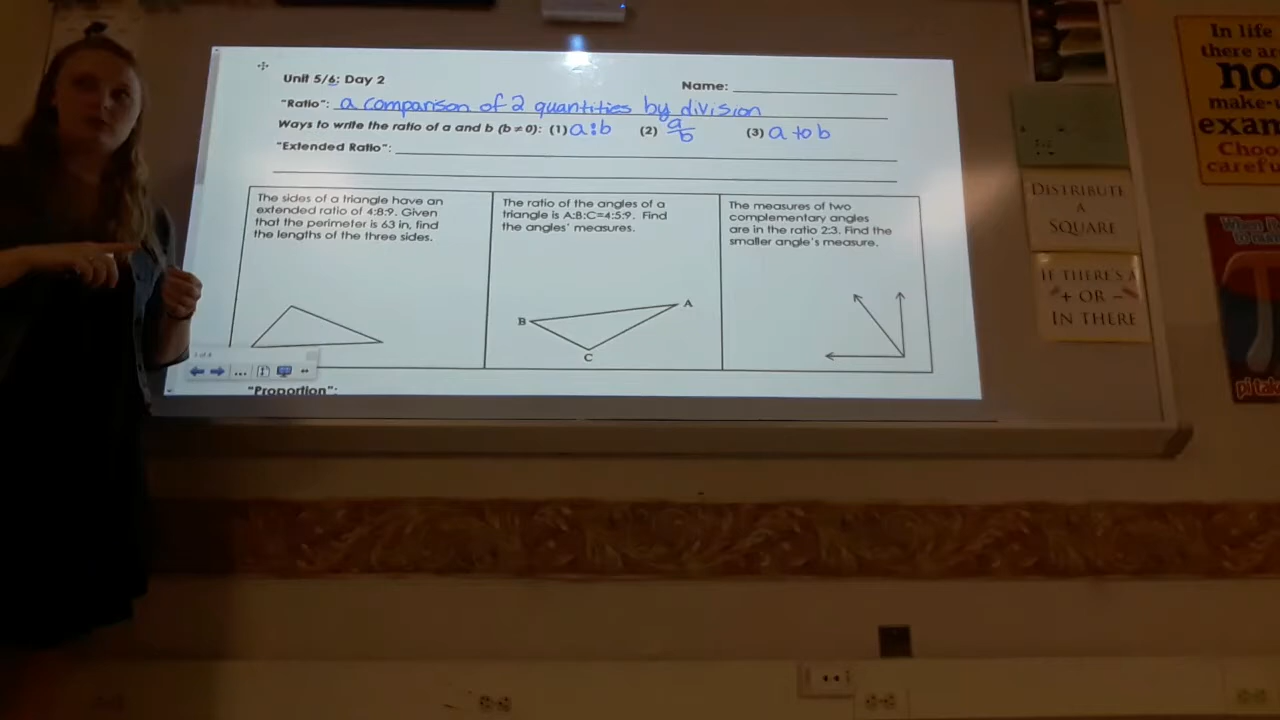 Unit 5/6: Day 2
Name:
"Ratio": a comparison of 2 quantities by division
Ways to write the ratio of a and b (b ≠ 0): (1) a:b (2) a/b (3) a to b
"Extended Ratio":
The sides of a triangle have an
extended ratio of 4:8:9. Given
that the perimeter is 63 in, find
the lengths of the three sides.
The ratio of the angles of a
triangle is A:B:C=4:5:9. Find
the angles' measures.
B
A
C
The measures of two
complementary angles
are in the ratio 2:3. Find the
smaller angle's measure.
"Proportion":
DISTRIBUTE
A
SQUARE
IF THERE'S A
+ OR -
IN THERE
In life
there ar
no
make-u
exam
Choo
carefu
pi tak